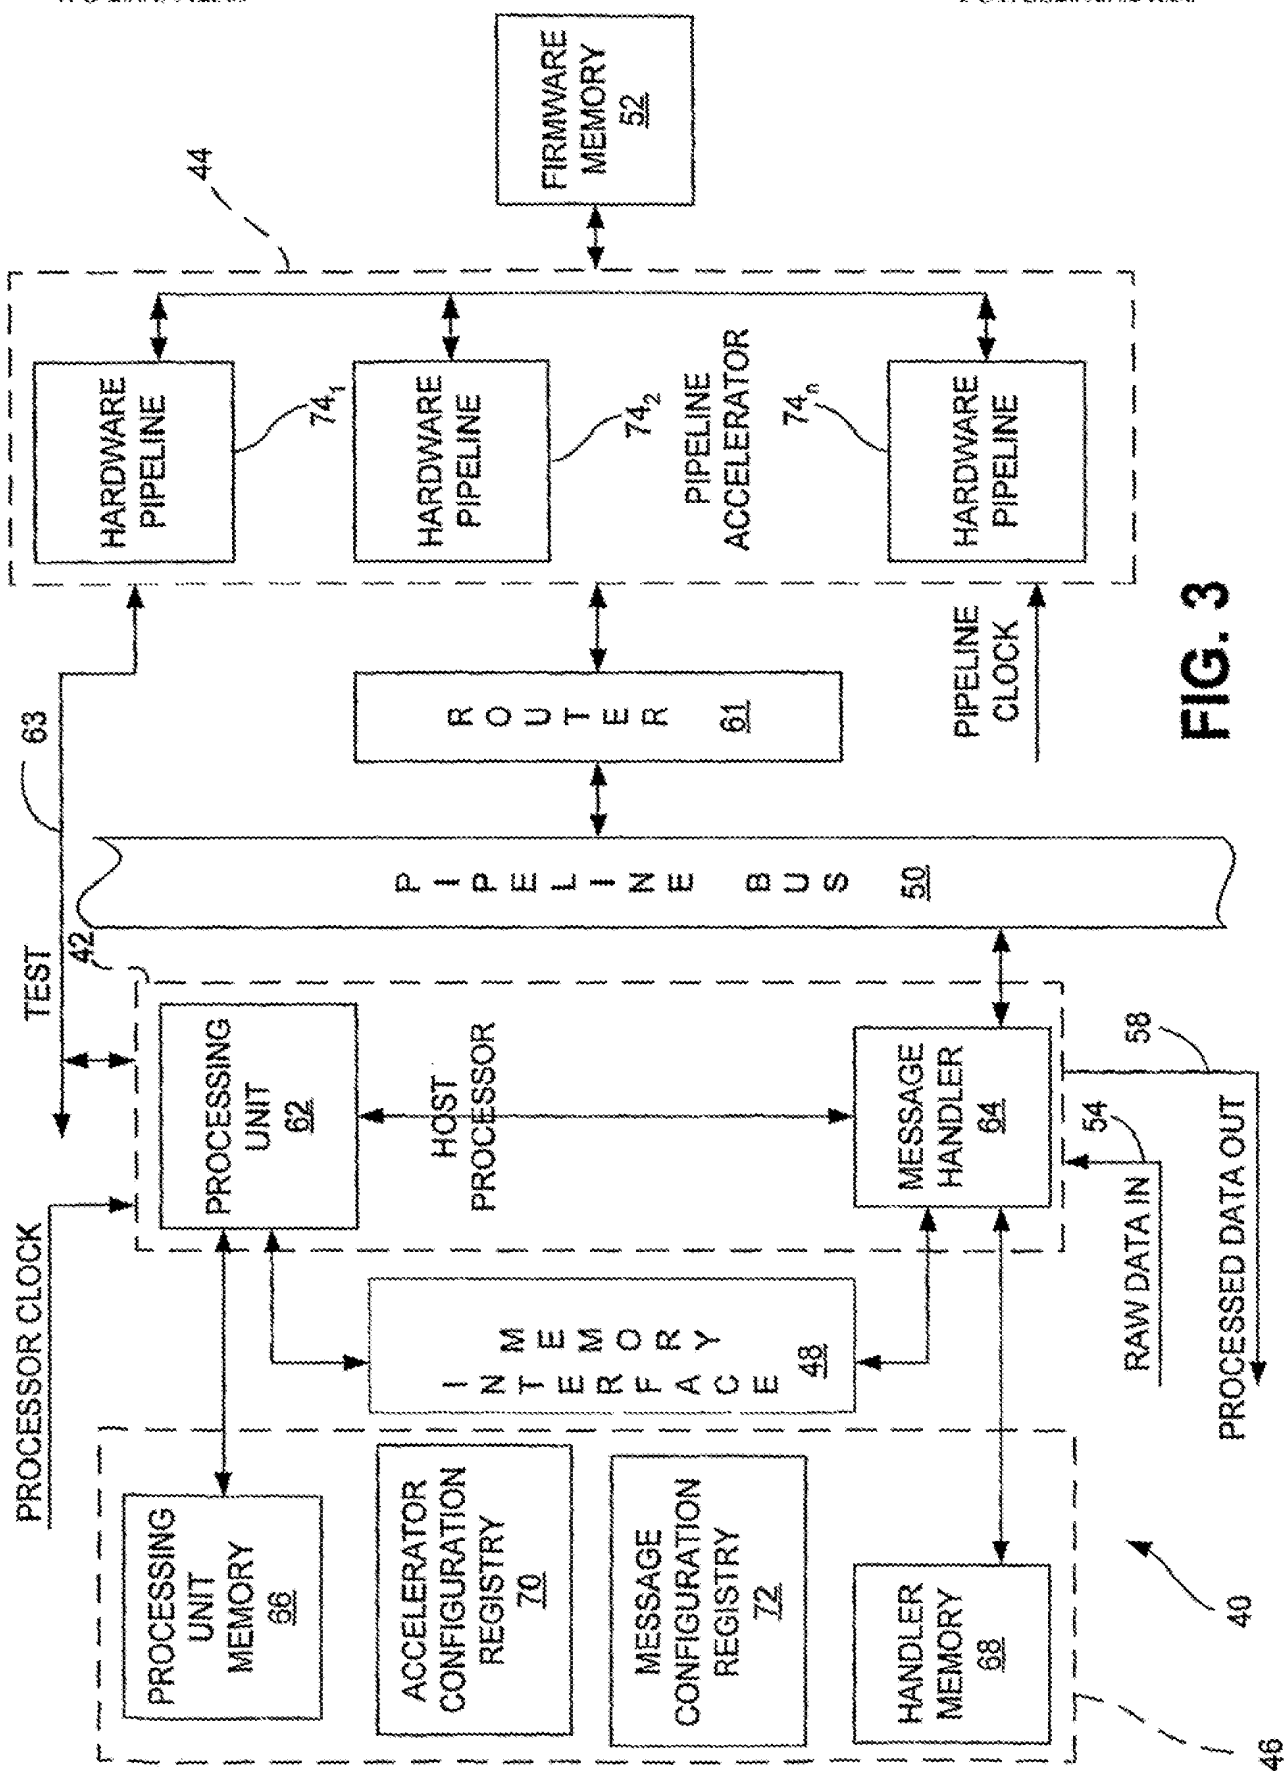 PROCESSOR CLOCK
TEST
63
42
44
PROCESSING
UNIT
MEMORY
66
ACCELERATOR
CONFIGURATION
REGISTRY
70
MESSAGE
CONFIGURATION
REGISTRY
72
HANDLER
MEMORY
68
46
40
MEMORY
INTERFACE
48
PROCESSING
UNIT
62
HOST
PROCESSOR
MESSAGE
HANDLER
64
RAW DATA IN
54
PROCESSED DATA OUT
58
PIPELINE BUS
50
ROUTER
61
PIPELINE
CLOCK
HARDWARE
PIPELINE
74₁
HARDWARE
PIPELINE
74₂
PIPELINE
ACCELERATOR
74ₙ
HARDWARE
PIPELINE
FIRMWARE
MEMORY
52
FIG. 3